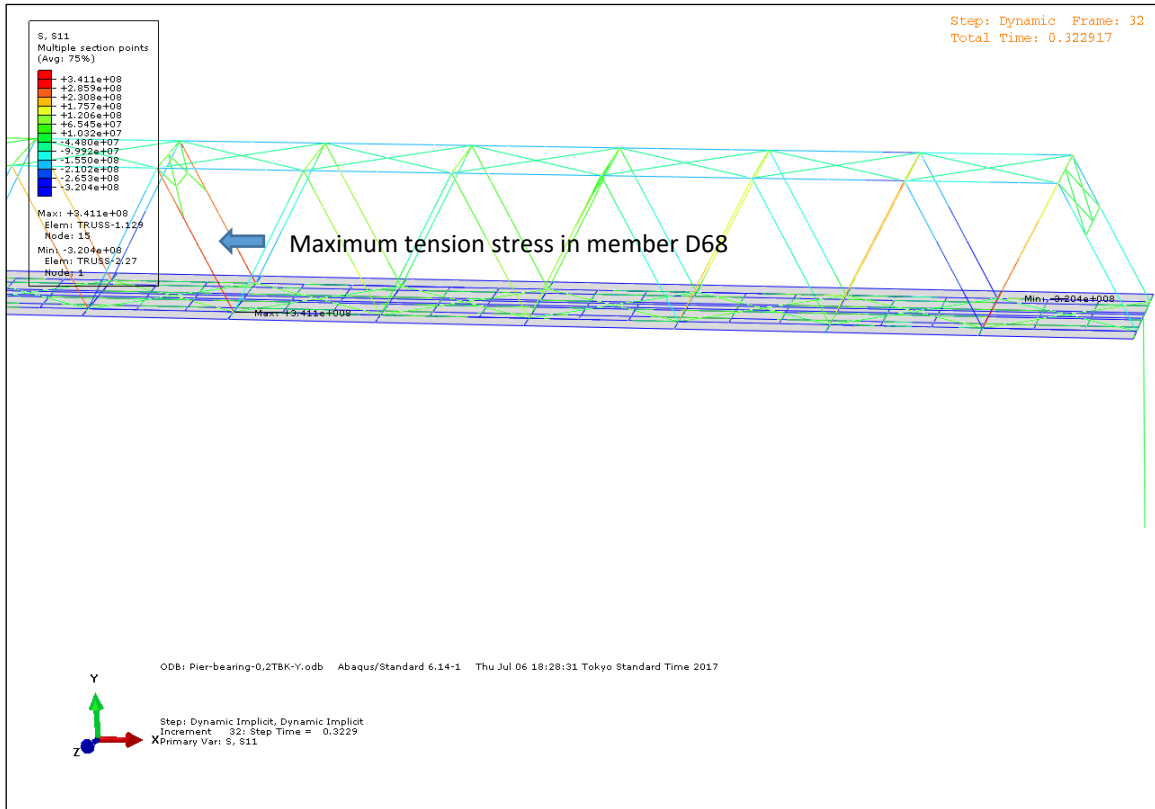 Step: Dynamic Frame: 32
Total Time: 0.322917
S, S11
Multiple section points
(Avg: 75%)
+3.411e+08
+2.859e+08
+2.308e+08
+1.757e+08
+1.206e+08
+6.545e+07
+1.032e+07
-4.480e+07
-9.992e+07
-1.550e+08
-2.102e+08
-2.653e+08
-3.204e+08
Max: +3.411e+08
Elem: TRUSS-1.129
Node: 15
Min: -3.204e+08
Elem: TRUSS-2.27
Node: 1
Maximum tension stress in member D68
Min: -3.204e+008
Max: +3.411e+008
ODB: Pier-bearing-0,2TBK-Y.odb Abaqus/Standard 6.14-1 Thu Jul 06 18:28:31 Tokyo Standard Time 2017
Y
Z
X
Step: Dynamic Implicit, Dynamic Implicit
Increment 32: Step Time = 0.3229
Primary Var: S, S11